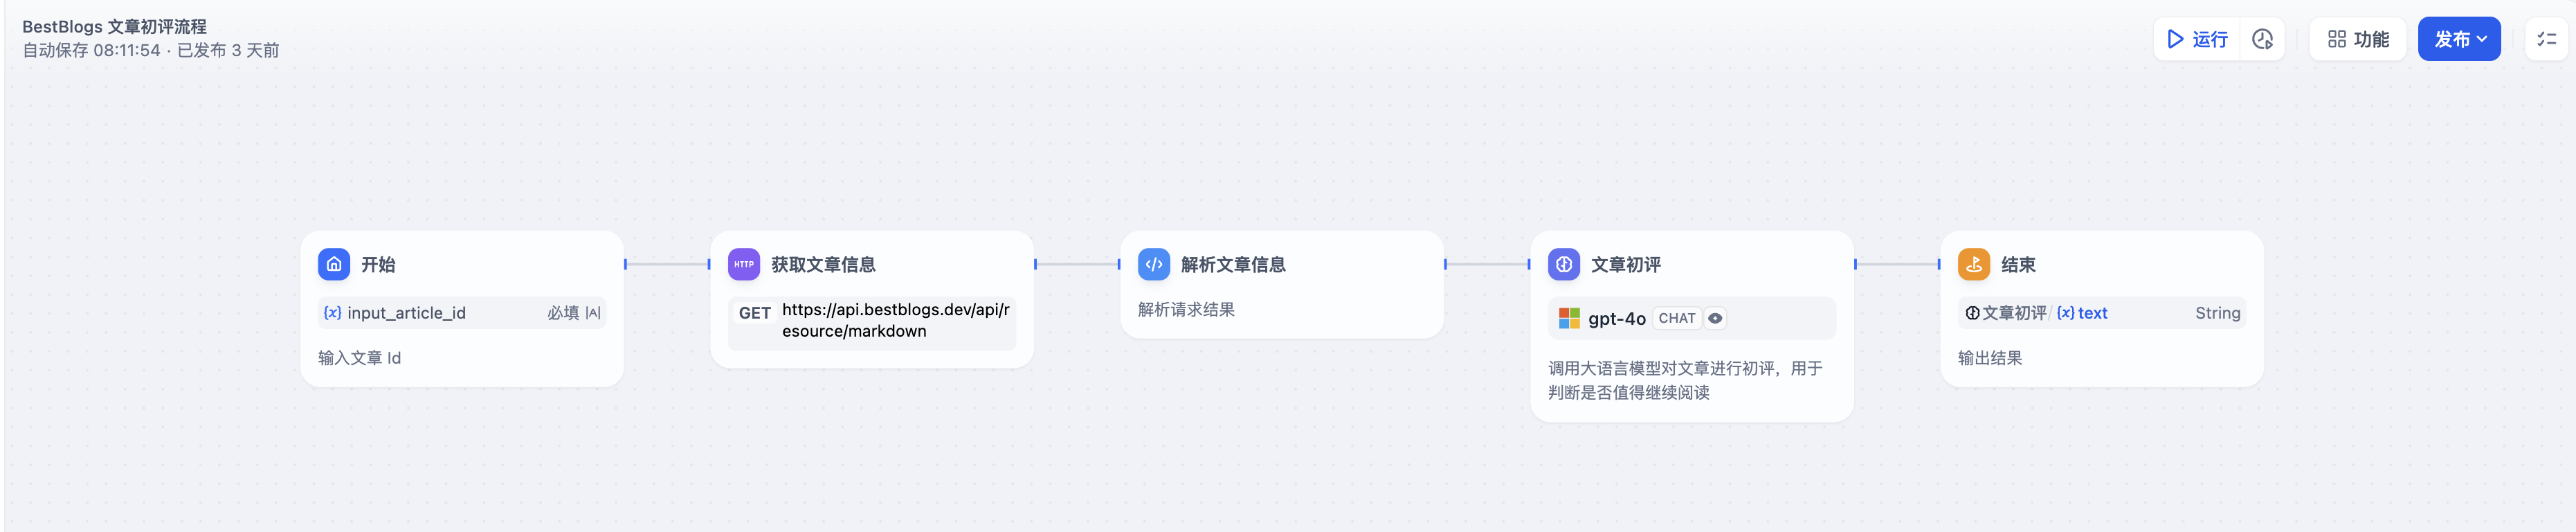 BestBlogs 文章初评流程
自动保存 08:11:54 · 已发布 3 天前
运行
功能
发布
开始
{x} input_article_id 必填
输入文章 Id
HTTP 获取文章信息
GET https://api.bestblogs.dev/api/r
esource/markdown
</> 解析文章信息
解析请求结果
文章初评
gpt-4o CHAT
调用大语言模型对文章进行初评，用于
判断是否值得继续阅读
结束
文章初评/{x} text String
输出结果